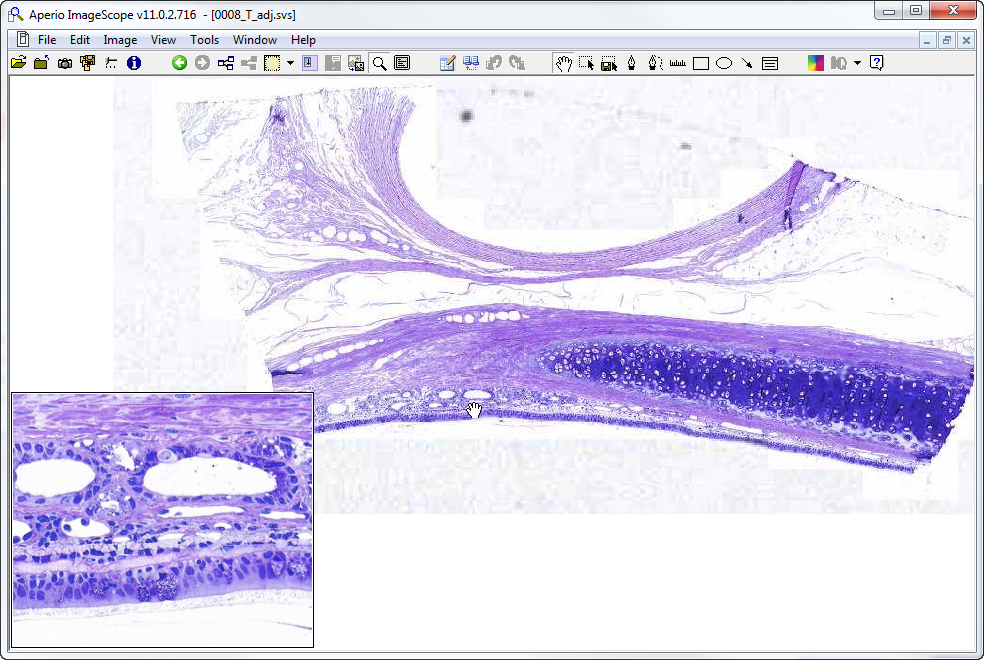 Aperio ImageScope v11.0.2.716 - [0008_T_adj.svs]
File Edit Image View Tools Window Help